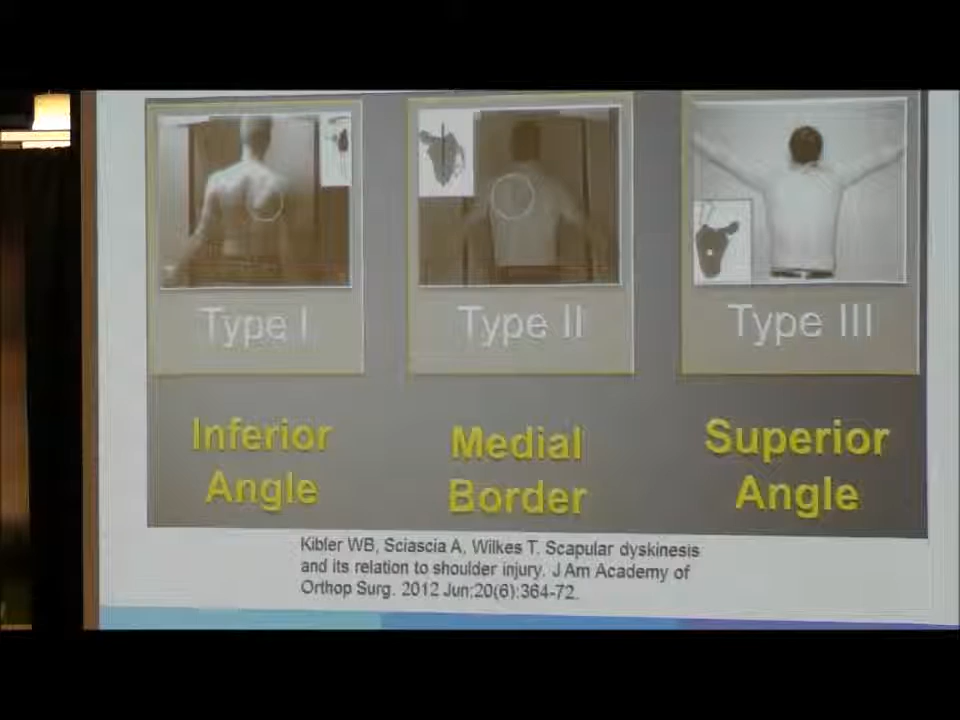 Type I
Type II
Type III
Inferior
Angle
Medial
Border
Superior
Angle
Kibler WB, Sciascia A, Wilkes T. Scapular dyskinesis
and its relation to shoulder injury. J Am Academy of
Orthop Surg. 2012 Jun;20(6):364-72.